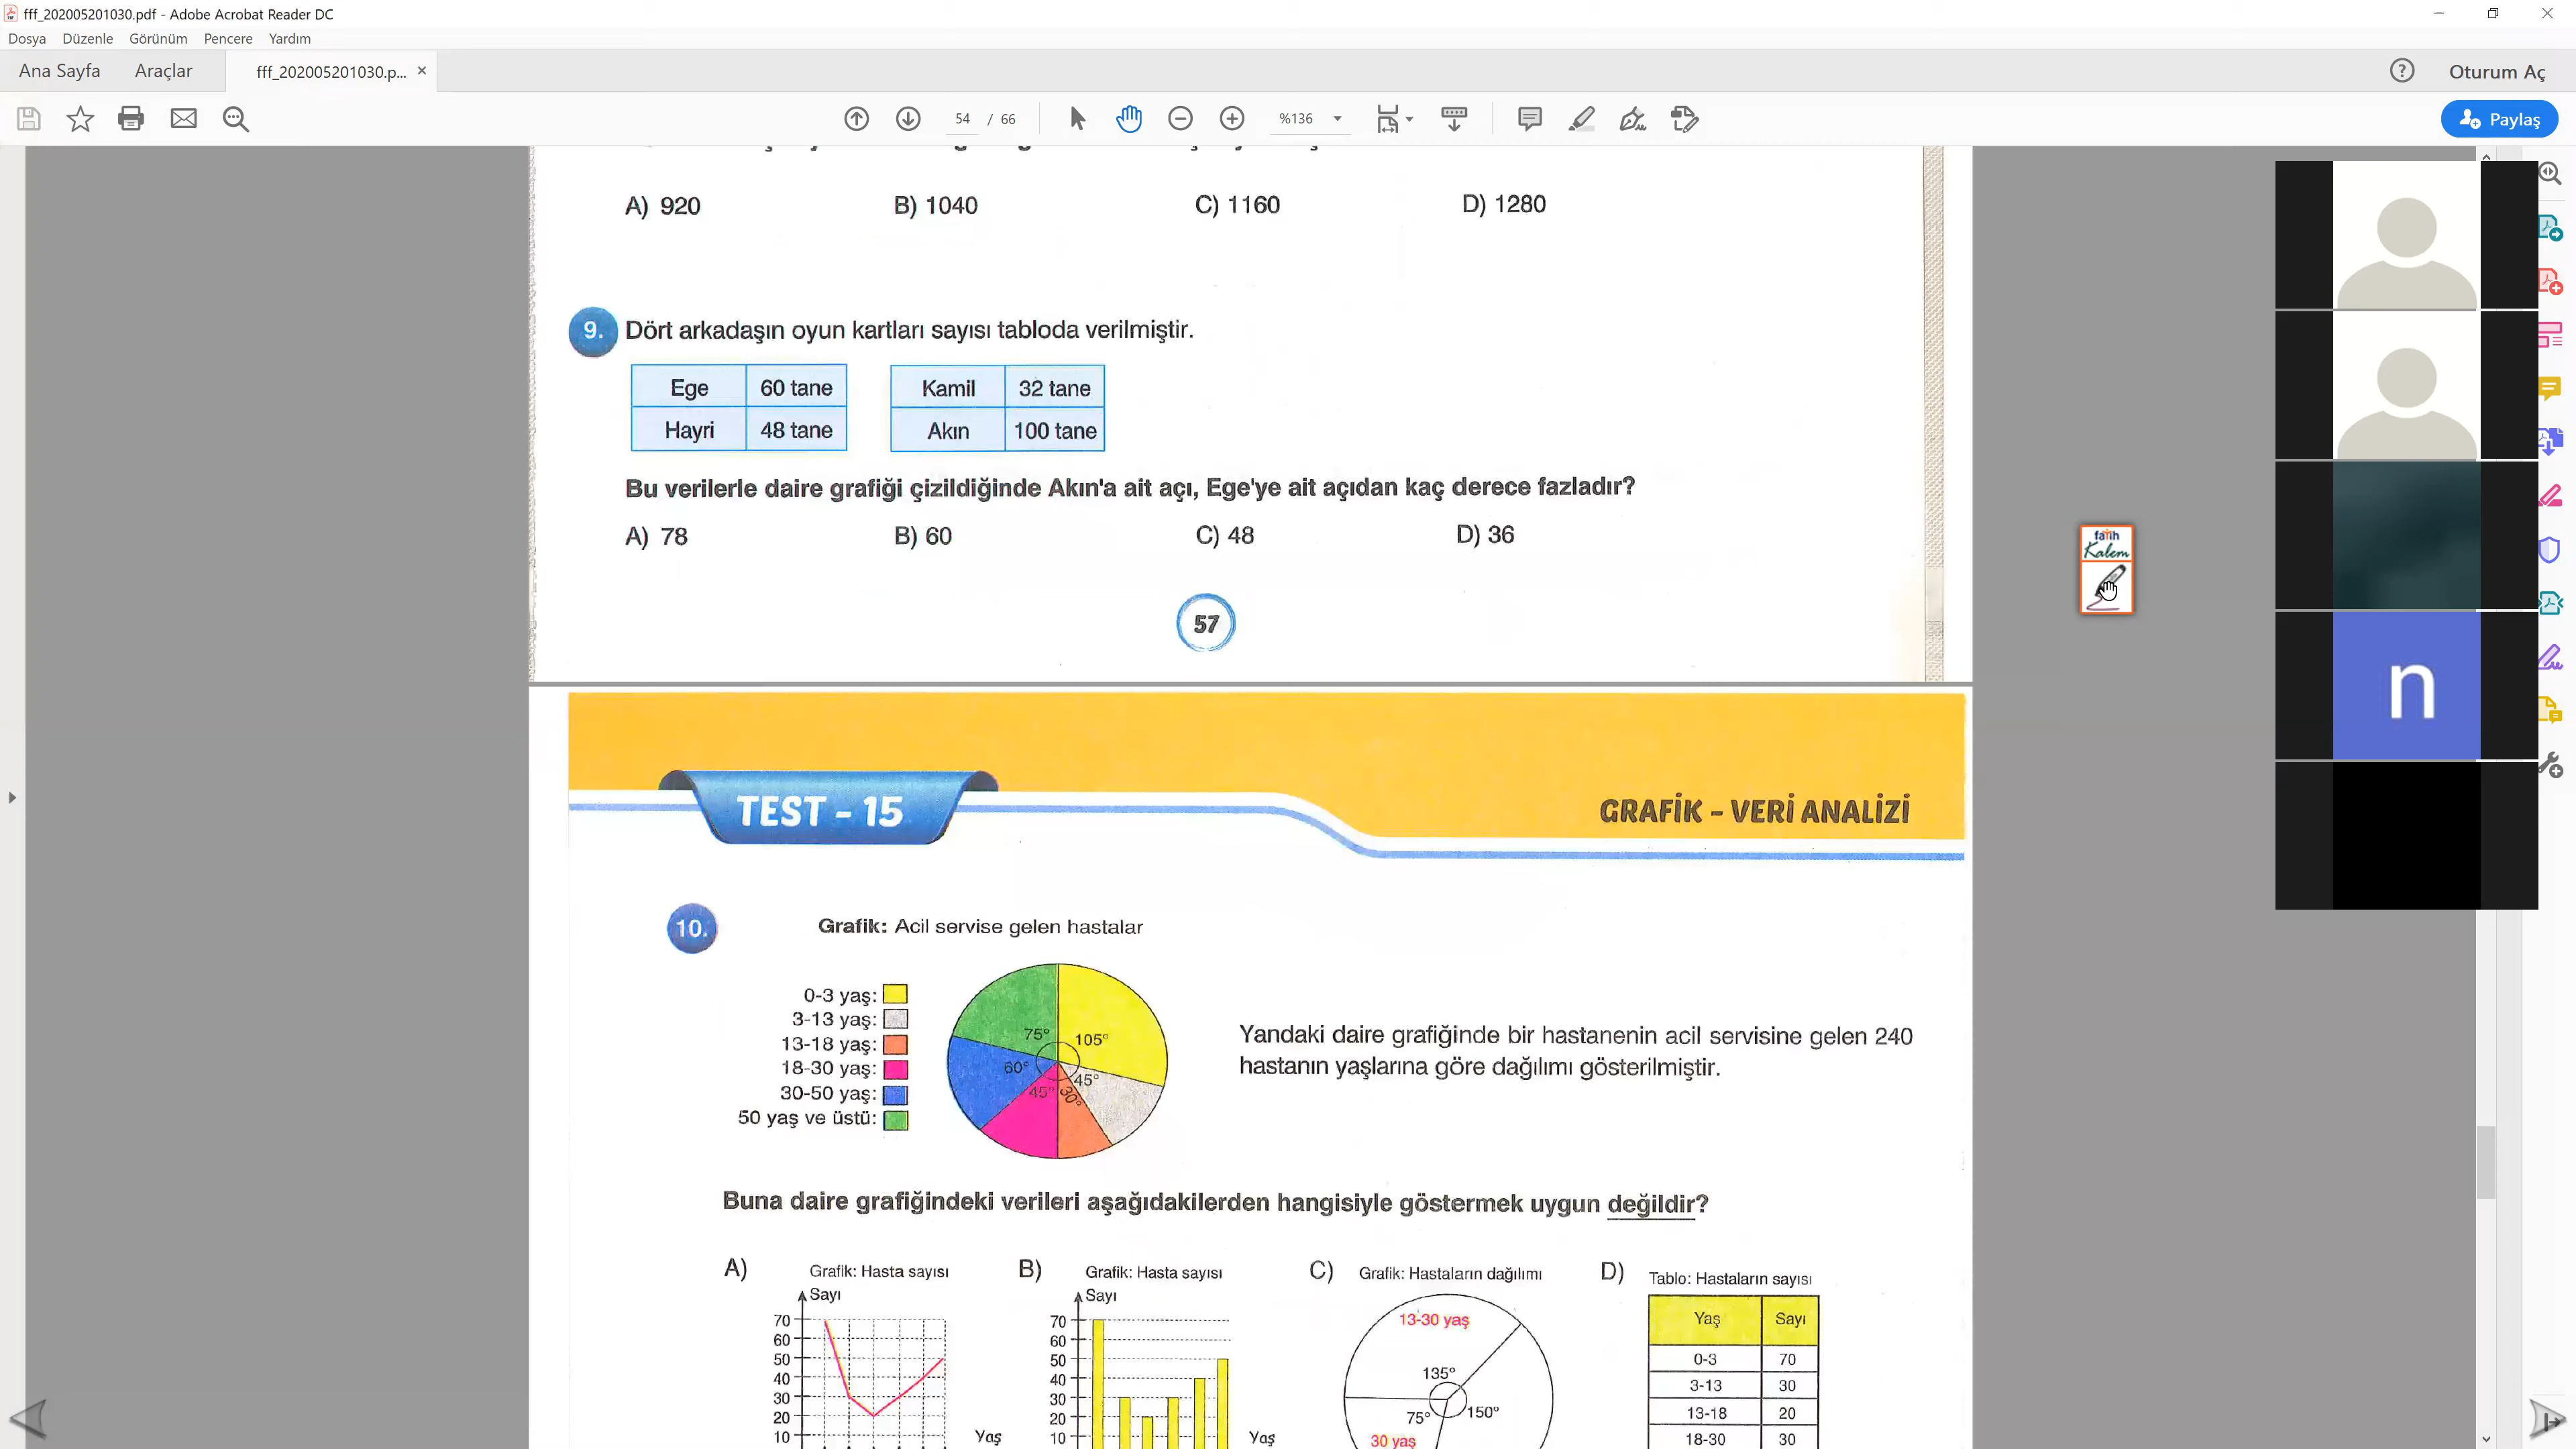 fff_202005201030.pdf - Adobe Acrobat Reader DC
Dosya Düzenle Görünüm Pencere Yardım
Ana Sayfa Araçlar fff_202005201030.p... Oturum Aç
54 / 66 %136 Paylaş
A) 920 B) 1040 C) 1160 D) 1280
9. Dört arkadaşın oyun kartları sayısı tabloda verilmiştir.
Ege 60 tane Kamil 32 tane
Hayri 48 tane Akın 100 tane
Bu verilerle daire grafiği çizildiğinde Akın'a ait açı, Ege'ye ait açıdan kaç derece fazladır?
A) 78 B) 60 C) 48 D) 36
fatih
Kalem
57
n
TEST - 15
GRAFİK - VERİ ANALİZİ
10. Grafik: Acil servise gelen hastalar
0-3 yaş:
3-13 yaş:
13-18 yaş:
18-30 yaş:
30-50 yaş:
50 yaş ve üstü:
75° 105°
60° 45°
45° 30°
Yandaki daire grafiğinde bir hastanenin acil servisine gelen 240
hastanın yaşlarına göre dağılımı gösterilmiştir.
Buna daire grafiğindeki verileri aşağıdakilerden hangisiyle göstermek uygun değildir?
A) Grafik: Hasta sayısı
Sayı
70
60
50
40
30
20
10
Yaş
B) Grafik: Hasta sayısı
Sayı
70
60
50
40
30
20
10
Yaş
C) Grafik: Hastaların dağılımı
13-30 yaş
135°
75° 150°
30 yaş
D) Tablo: Hastaların sayısı
Yaş Sayı
0-3 70
3-13 30
13-18 20
18-30 30